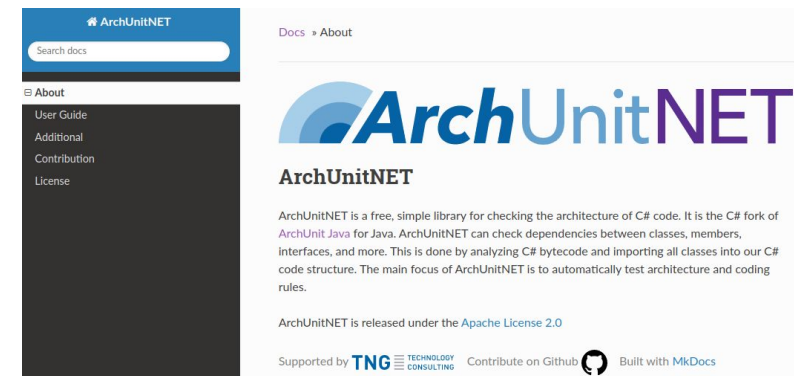 ArchUnitNET
Search docs
About
User Guide
Additional
Contribution
License
Docs » About
ArchUnitNET
ArchUnitNET
ArchUnitNET is a free, simple library for checking the architecture of C# code. It is the C# fork of
ArchUnit Java for Java. ArchUnitNET can check dependencies between classes, members,
interfaces, and more. This is done by analyzing C# bytecode and importing all classes into our C#
code structure. The main focus of ArchUnitNET is to automatically test architecture and coding
rules.
ArchUnitNET is released under the Apache License 2.0
Supported by TNG TECHNOLOGY CONSULTING Contribute on Github Built with MkDocs